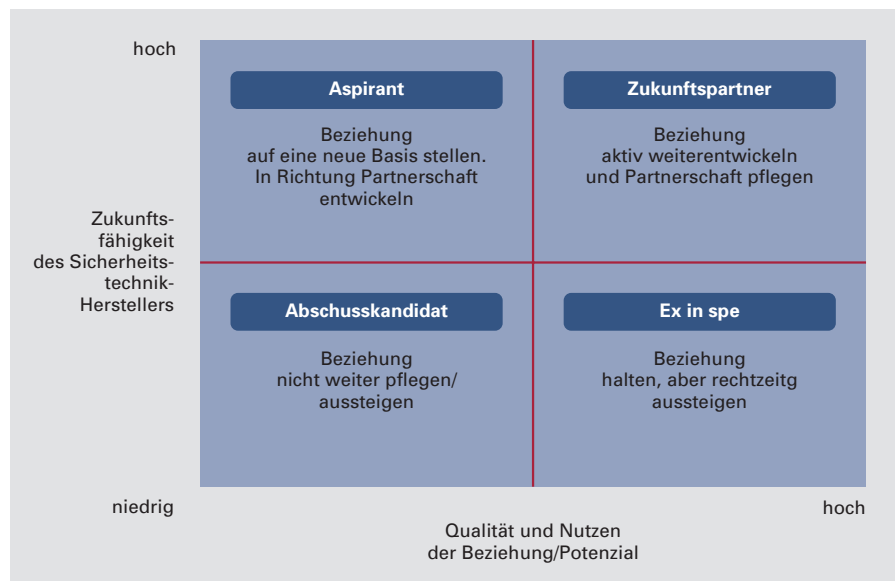 hoch
Aspirant
Beziehung
auf eine neue Basis stellen.
In Richtung Partnerschaft
entwickeln
Zukunftspartner
Beziehung
aktiv weiterentwickeln
und Partnerschaft pflegen
Zukunfts-
fähigkeit
des Sicherheits-
technik-
Herstellers
Abschusskandidat
Beziehung
nicht weiter pflegen/
aussteigen
Ex in spe
Beziehung
halten, aber rechtzeitg
aussteigen
niedrig
hoch
Qualität und Nutzen
der Beziehung/Potenzial